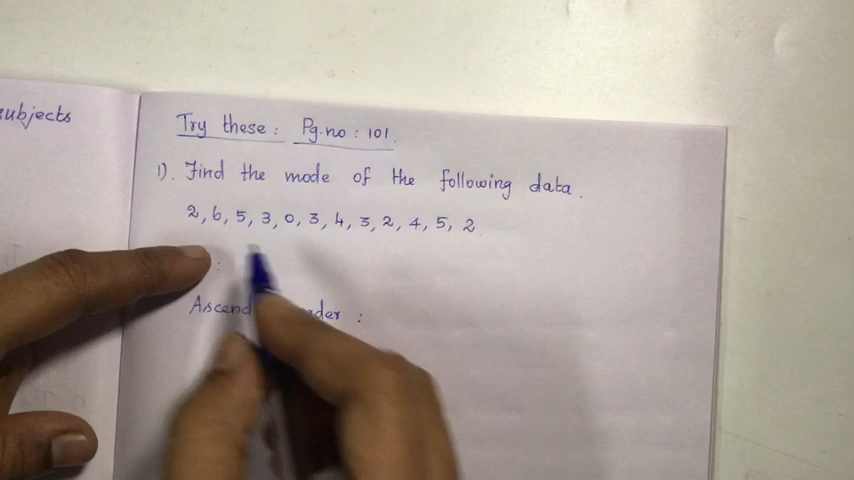 subjects
Try these: Pg.no: 101.
1). Find the mode of the following data.
2, 6, 5, 3, 0, 3, 4, 3, 2, 4, 5, 2.
:
: